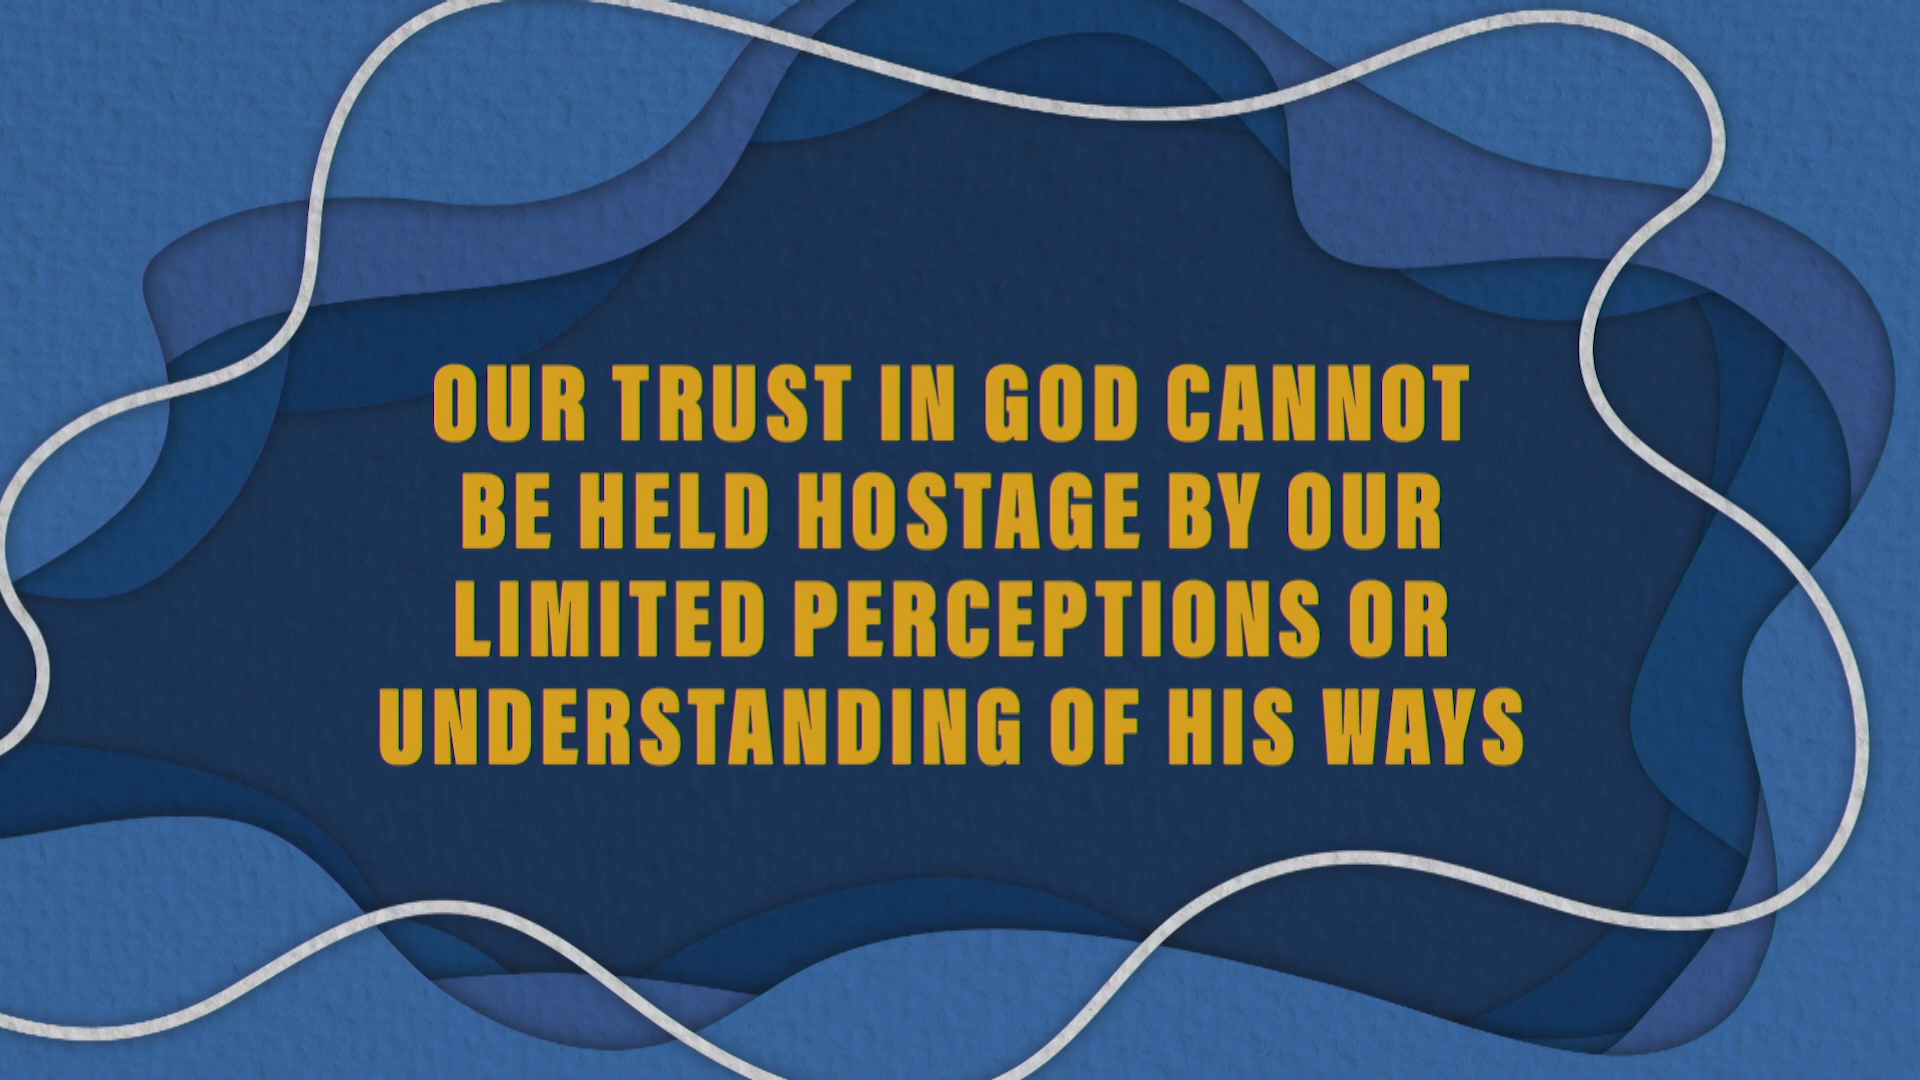 OUR TRUST IN GOD CANNOT
BE HELD HOSTAGE BY OUR
LIMITED PERCEPTIONS OR
UNDERSTANDING OF HIS WAYS